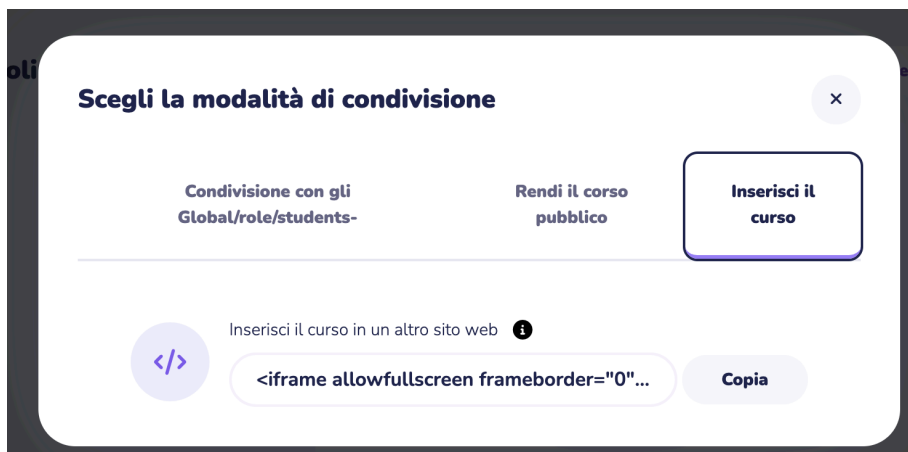 oli
Scegli la modalità di condivisione
Condivisione con gli
Global/role/students-
Rendi il corso
pubblico
Inserisci il
curso
Inserisci il curso in un altro sito web
</>
<iframe allowfullscreen frameborder="0"...
Copia